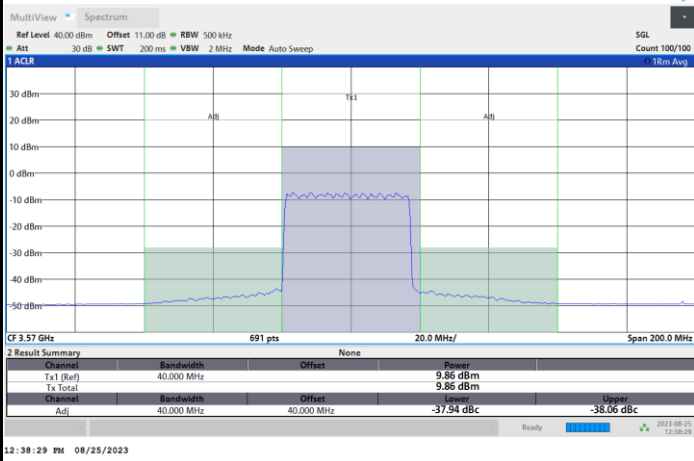 MultiView Spectrum
Ref Level 40.00 dBm Offset 11.00 dB RBW 500 kHz SGL
Att 30 dB SWT 200 ms VBW 2 MHz Mode Auto Sweep Count 100/100
1 ACLR 1Rm Avg
30 dBm
Tx1
20 dBm
Adj Adj
10 dBm
0 dBm
-10 dBm
-20 dBm
-30 dBm
-40 dBm
-50 dBm
CF 3.57 GHz 691 pts 20.0 MHz/ Span 200.0 MHz
2 Result Summary None
Channel Bandwidth Offset Power
Tx1 (Ref) 40.000 MHz 9.86 dBm
Tx Total 9.86 dBm
Channel Bandwidth Offset Lower Upper
Adj 40.000 MHz 40.000 MHz -37.94 dBc -38.06 dBc
Ready 2023-08-25
12:38:29
12:38:29 PM 08/25/2023